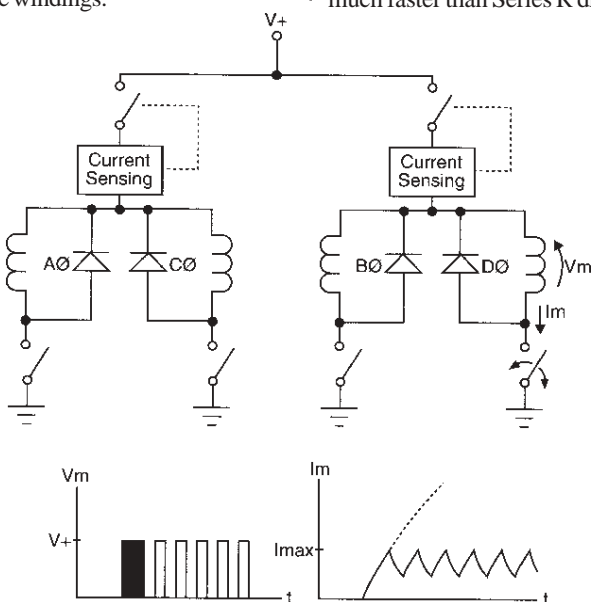 e windings.
much faster than Series R d
V+
Current
Sensing
Current
Sensing
AØ
CØ
BØ
DØ
Vm
Im
Vm
V+
t
Im
Imax
t